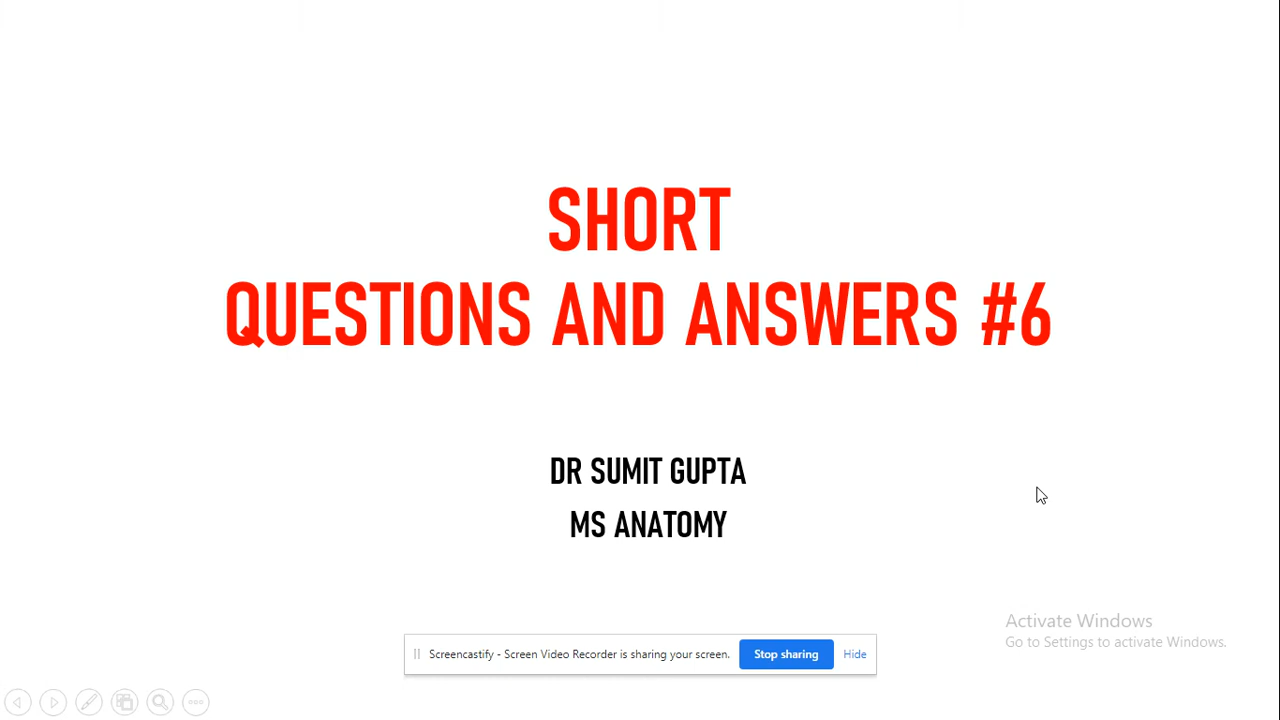 SHORT
QUESTIONS AND ANSWERS #6
DR SUMIT GUPTA
MS ANATOMY
Activate Windows
Go to Settings to activate Windows.
Screencastify - Screen Video Recorder is sharing your screen. Stop sharing Hide